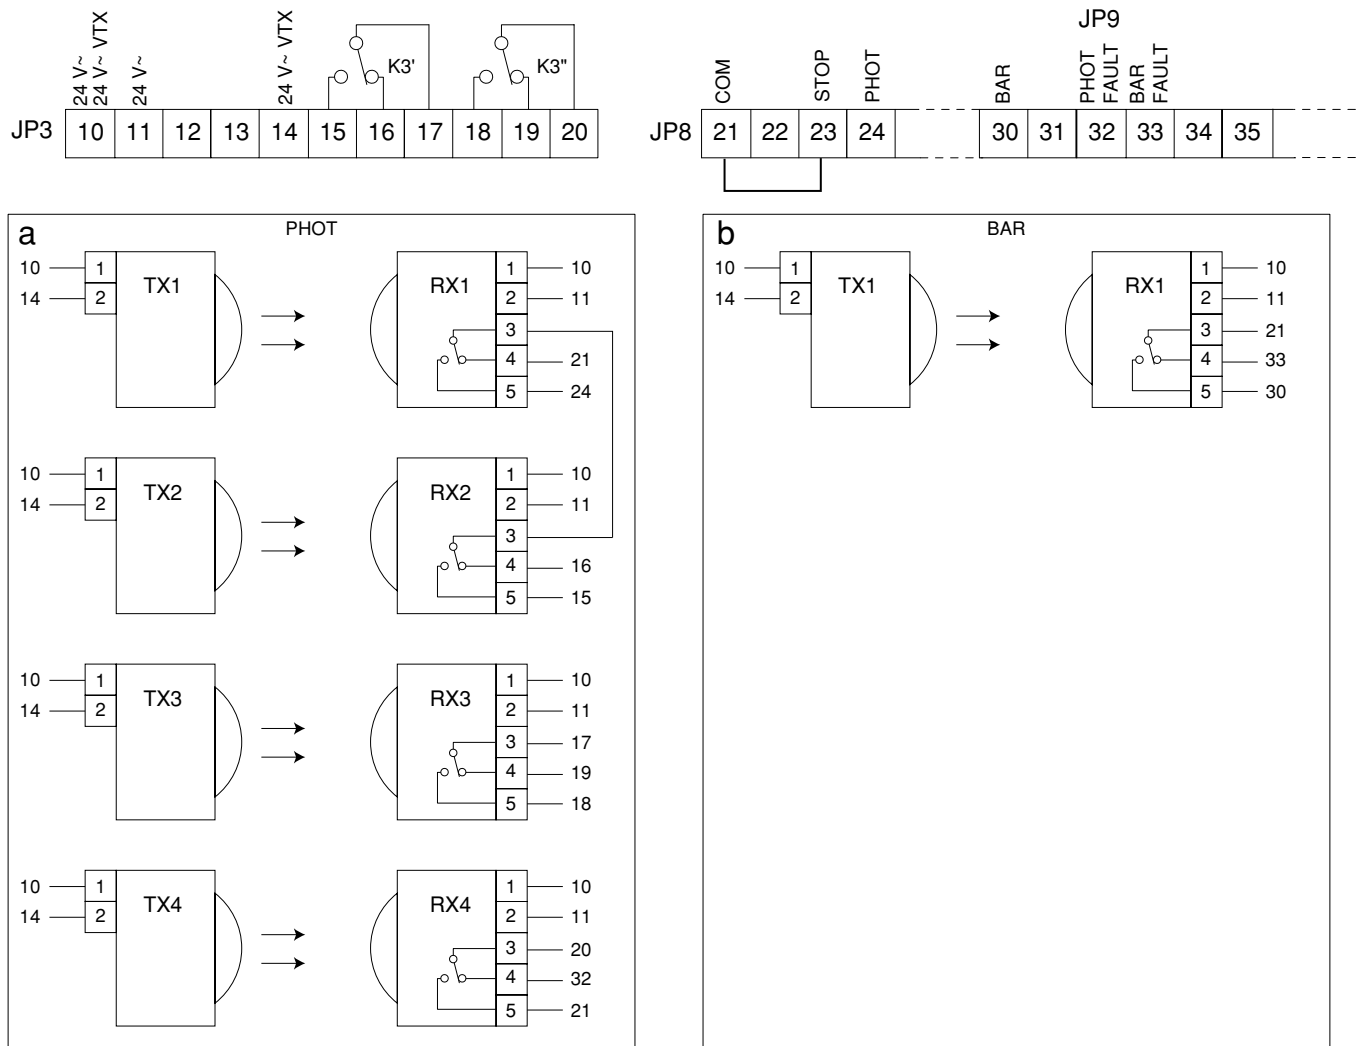 JP9
24 V~
24 V~ VTX
24 V~
24 V~ VTX
K3'
K3"
COM
STOP
PHOT
BAR
PHOT
FAULT
BAR
FAULT
JP3 10 11 12 13 14 15 16 17 18 19 20
JP8 21 22 23 24 30 31 32 33 34 35
a PHOT
10 1 TX1 RX1 1 10
14 2 2 11
3
4 21
5 24
10 1 TX2 RX2 1 10
14 2 2 11
3
4 16
5 15
10 1 TX3 RX3 1 10
14 2 2 11
3 17
4 19
5 18
10 1 TX4 RX4 1 10
14 2 2 11
3 20
4 32
5 21
b BAR
10 1 TX1 RX1 1 10
14 2 2 11
3 21
4 33
5 30